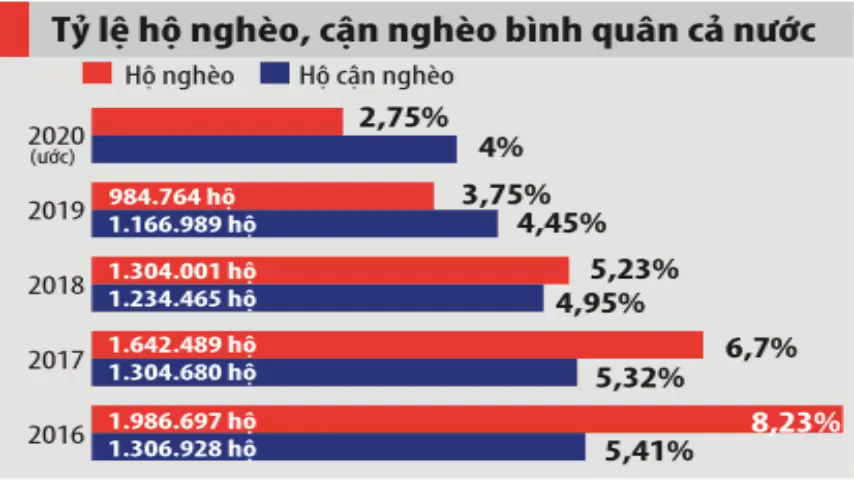 Tỷ lệ hộ nghèo, cận nghèo bình quân cả nước
Hộ nghèo Hộ cận nghèo
2020
(ước)
2,75%
4%
2019
984.764 hộ 3,75%
1.166.989 hộ 4,45%
2018
1.304.001 hộ 5,23%
1.234.465 hộ 4,95%
2017
1.642.489 hộ 6,7%
1.304.680 hộ 5,32%
2016
1.986.697 hộ 8,23%
1.306.928 hộ 5,41%